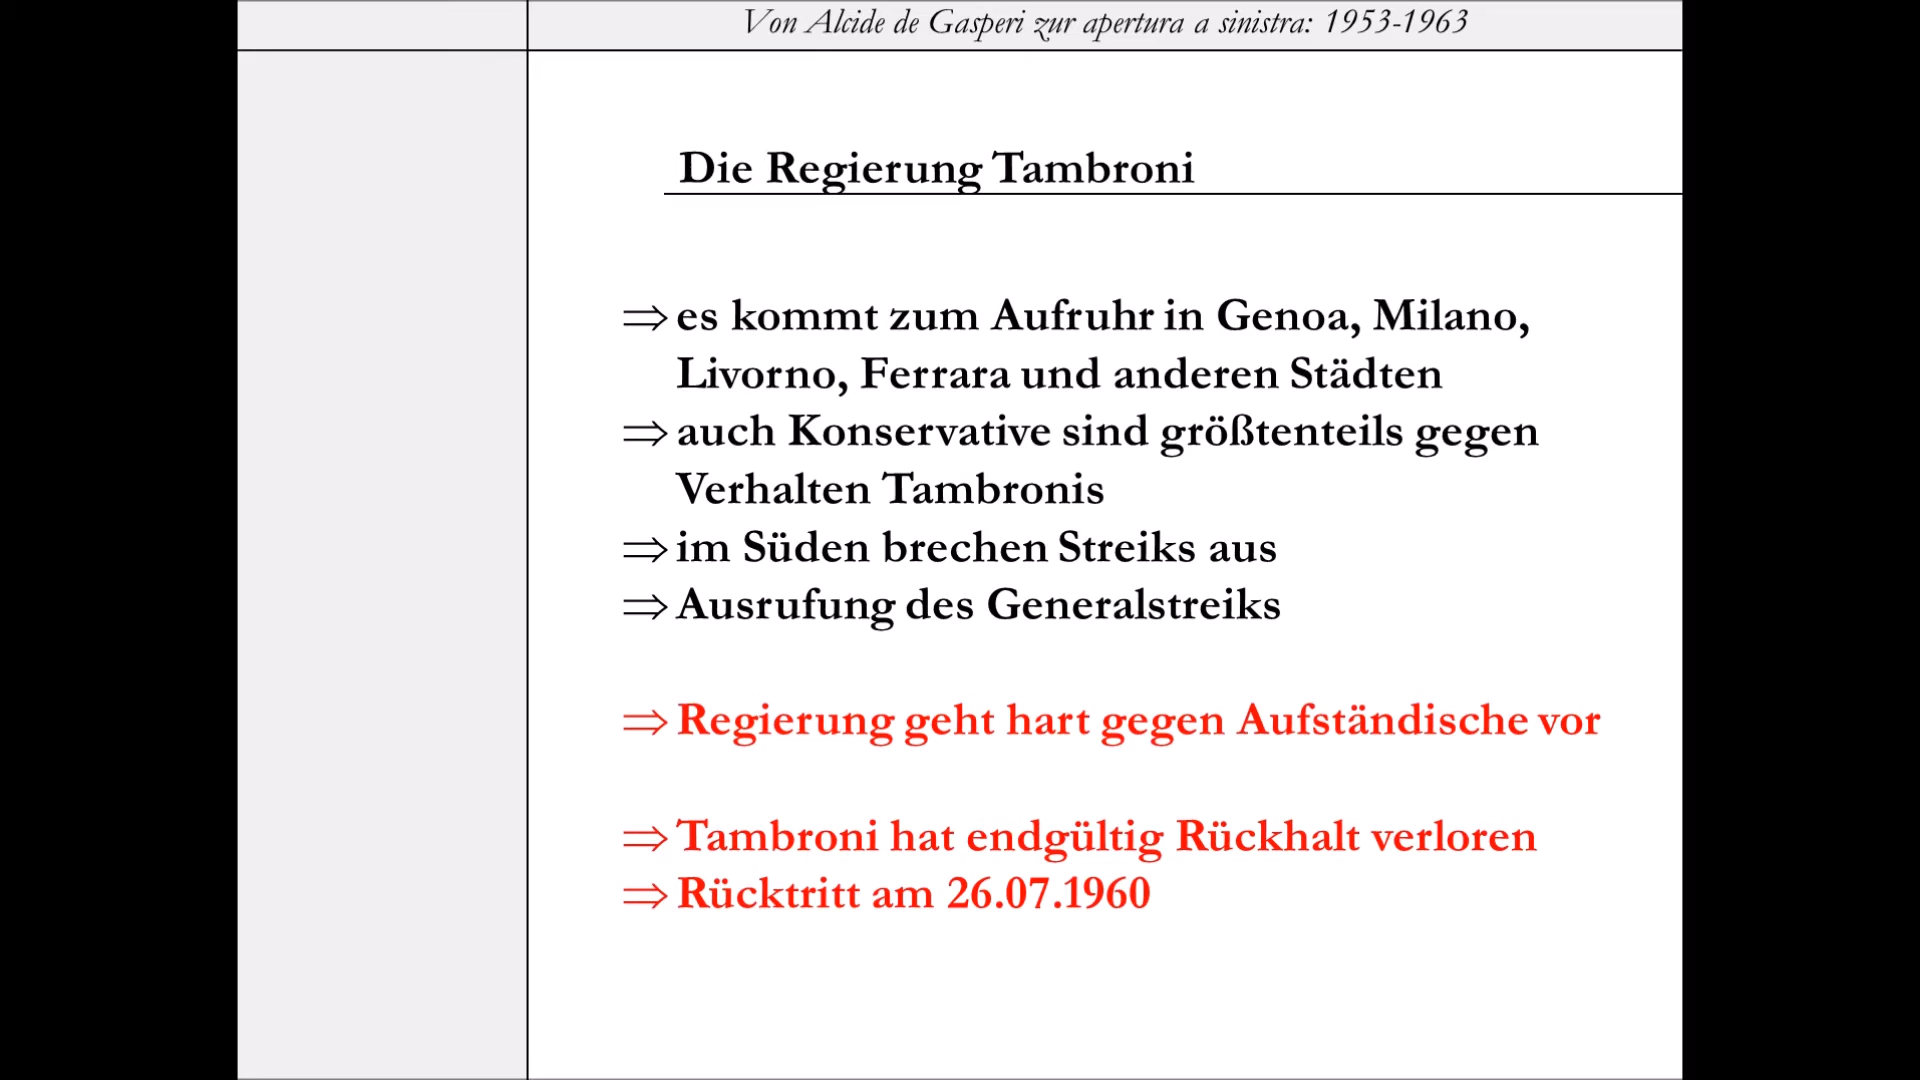 Von Alcide de Gasperi zur apertura a sinistra: 1953-1963
Die Regierung Tambroni
⇒ es kommt zum Aufruhr in Genoa, Milano,
Livorno, Ferrara und anderen Städten
⇒ auch Konservative sind größtenteils gegen
Verhalten Tambronis
⇒ im Süden brechen Streiks aus
⇒ Ausrufung des Generalstreiks
⇒ Regierung geht hart gegen Aufständische vor
⇒ Tambroni hat endgültig Rückhalt verloren
⇒ Rücktritt am 26.07.1960